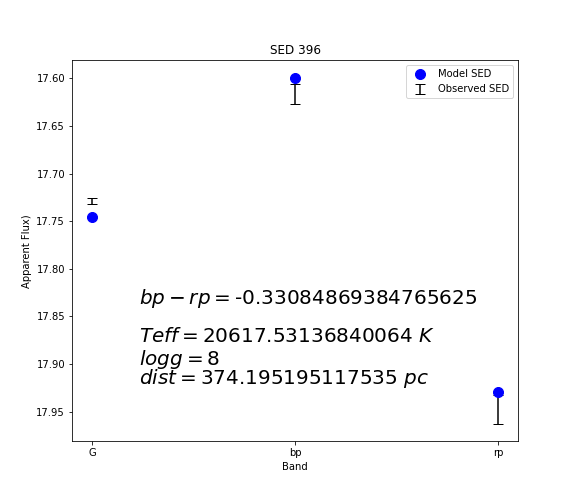 SED 396
Model SED
Observed SED
17.60
17.65
17.70
17.75
17.80
17.85
17.90
17.95
Apparent Flux)
bp − rp = -0.33084869384765625
Teff = 20617.53136840064 K
logg = 8
dist = 374.195195117535 pc
G bp rp
Band